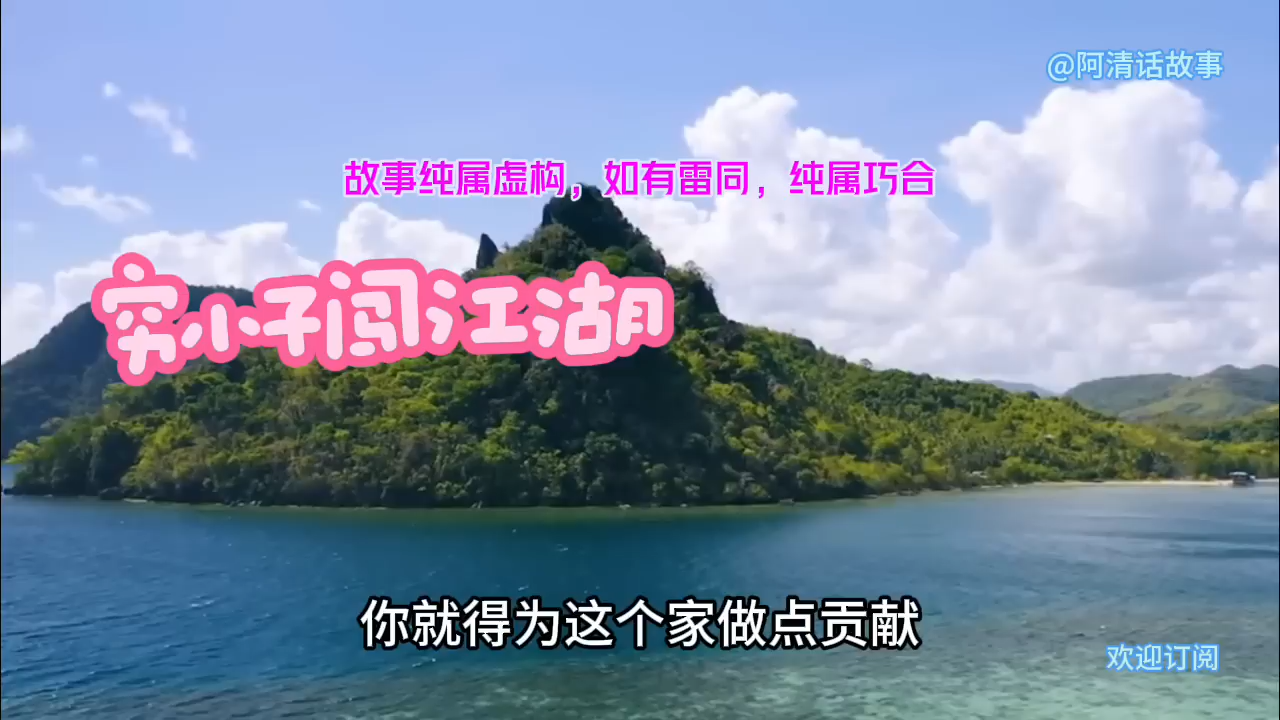 @阿清话故事
故事纯属虚构，如有雷同，纯属巧合
穷小子闯江湖
你就得为这个家做点贡献
欢迎订阅